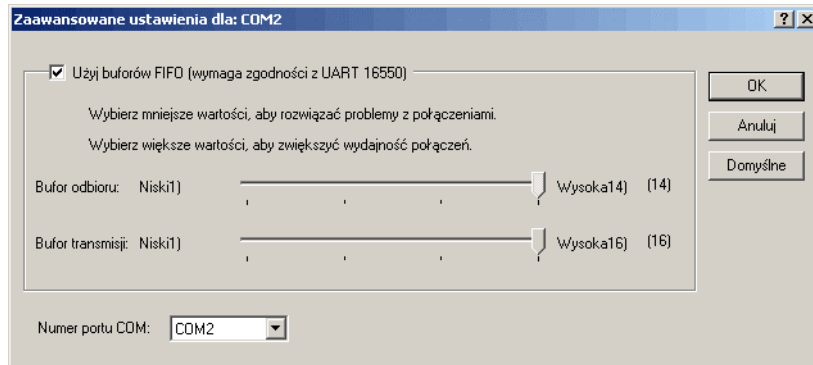 Zaawansowane ustawienia dla: COM2
Użyj buforów FIFO (wymaga zgodności z UART 16550)
OK
Wybierz mniejsze wartości, aby rozwiązać problemy z połączeniami.
Anuluj
Wybierz większe wartości, aby zwiększyć wydajność połączeń.
Domyślne
Bufor odbioru: Niski1) Wysoka14) (14)
Bufor transmisji: Niski1) Wysoka16) (16)
Numer portu COM: COM2